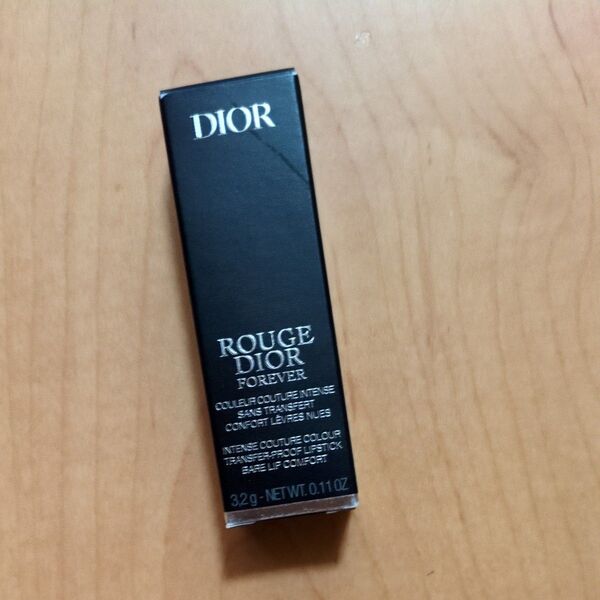 DIOR
ROUGE
DIOR
FOREVER
COULEUR COUTURE INTENSE
SANS TRANSFERT
CONFORT LÈVRES NUES
INTENSE COUTURE COLOUR
TRANSFER-PROOF LIPSTICK
BARE LIP COMFORT
3,2 g - NET WT. 0.11 OZ